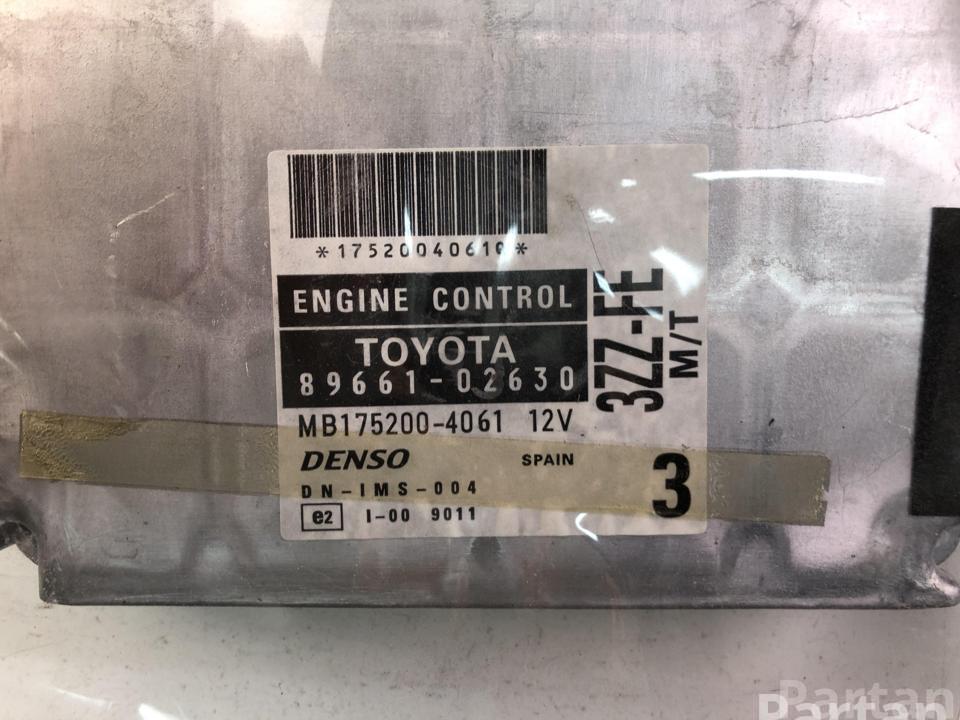 *17520040610*
ENGINE CONTROL
TOYOTA
89661-02630
MB175200-4061 12V
DENSO SPAIN
DN-IMS-004
e2 I-00 9011
3ZZ-FE
M/T
3
Partan
Partan